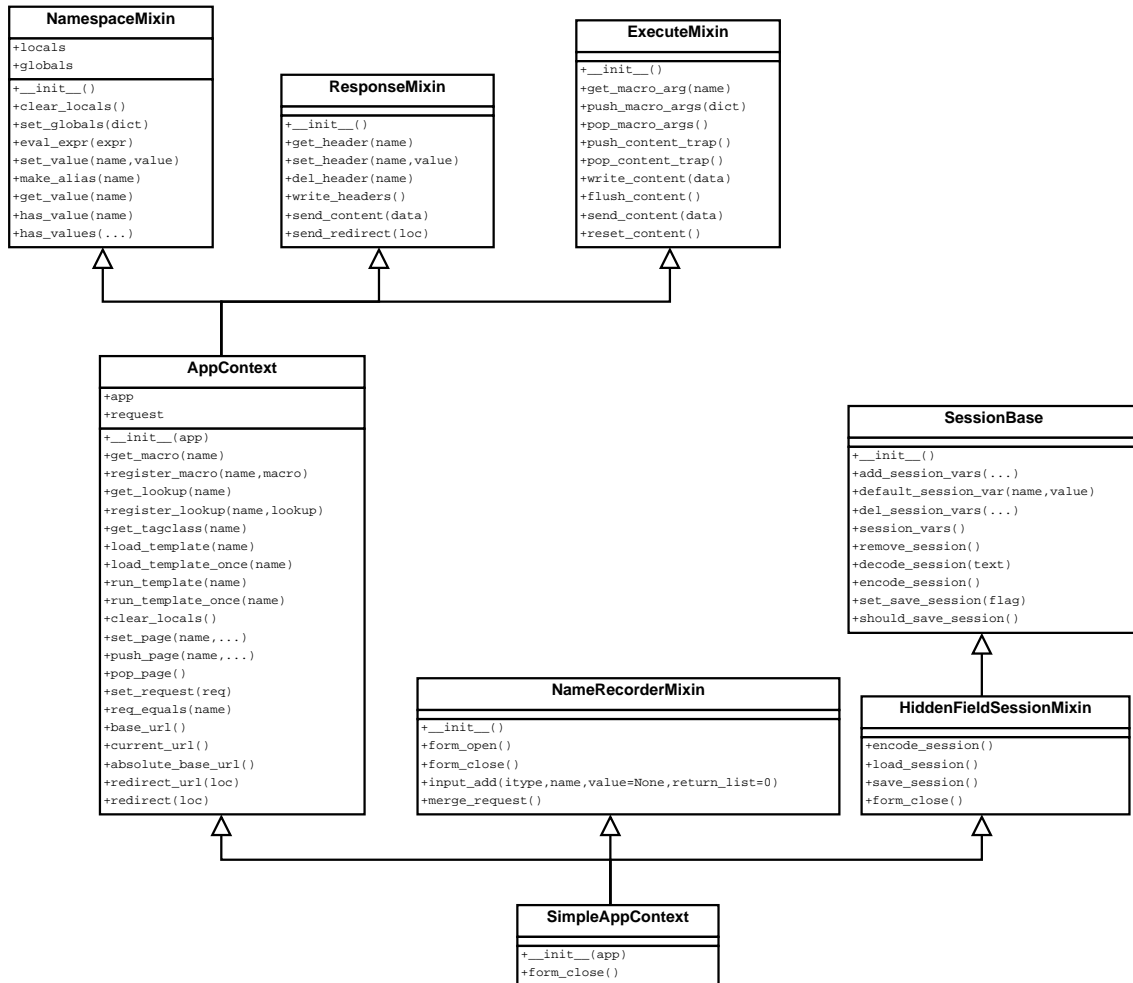 NamespaceMixin
+locals
+globals
+__init__()
+clear_locals()
+set_globals(dict)
+eval_expr(expr)
+set_value(name,value)
+make_alias(name)
+get_value(name)
+has_value(name)
+has_values(...)
ResponseMixin
+__init__()
+get_header(name)
+set_header(name,value)
+del_header(name)
+write_headers()
+send_content(data)
+send_redirect(loc)
ExecuteMixin
+__init__()
+get_macro_arg(name)
+push_macro_args(dict)
+pop_macro_args()
+push_content_trap()
+pop_content_trap()
+write_content(data)
+flush_content()
+send_content(data)
+reset_content()
AppContext
+app
+request
+__init__(app)
+get_macro(name)
+register_macro(name,macro)
+get_lookup(name)
+register_lookup(name,lookup)
+get_tagclass(name)
+load_template(name)
+load_template_once(name)
+run_template(name)
+run_template_once(name)
+clear_locals()
+set_page(name,...)
+push_page(name,...)
+pop_page()
+set_request(req)
+req_equals(name)
+base_url()
+current_url()
+absolute_base_url()
+redirect_url(loc)
+redirect(loc)
SessionBase
+__init__()
+add_session_vars(...)
+default_session_var(name,value)
+del_session_vars(...)
+session_vars()
+remove_session()
+decode_session(text)
+encode_session()
+set_save_session(flag)
+should_save_session()
NameRecorderMixin
+__init__()
+form_open()
+form_close()
+input_add(itype,name,value=None,return_list=0)
+merge_request()
HiddenFieldSessionMixin
+encode_session()
+load_session()
+save_session()
+form_close()
SimpleAppContext
+__init__(app)
+form_close()